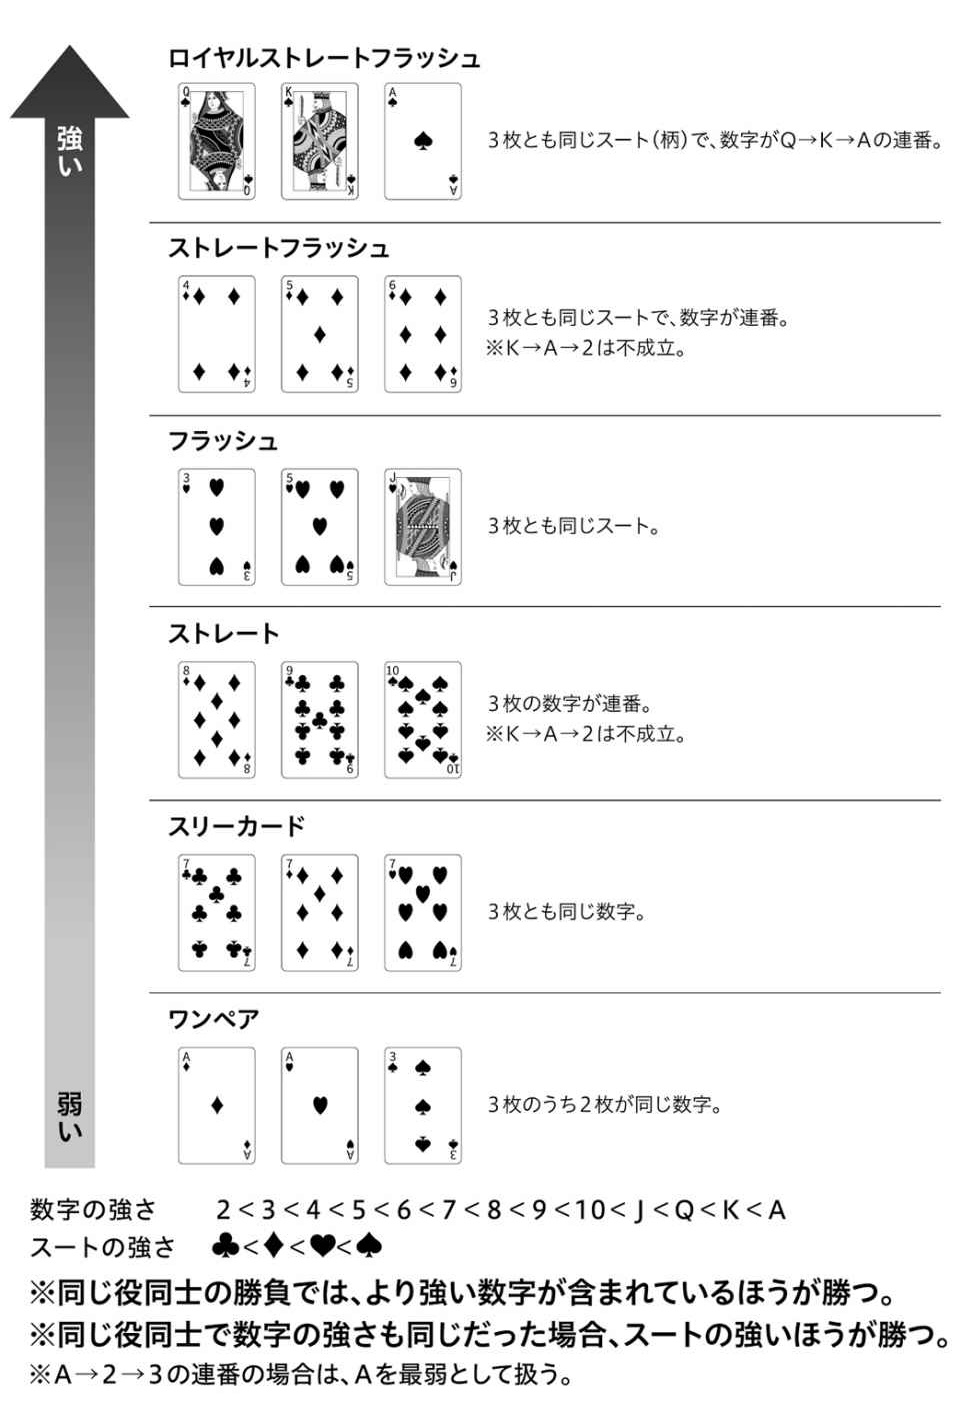 ロイヤルストレートフラッシュ
Q K A
3枚とも同じスート(柄)で、数字がQ→K→Aの連番。
強い
ストレートフラッシュ
4 5 6
3枚とも同じスートで、数字が連番。
※K→A→2は不成立。
フラッシュ
3 5 J
3枚とも同じスート。
ストレート
8 9 10
3枚の数字が連番。
※K→A→2は不成立。
スリーカード
7 7 7
3枚とも同じ数字。
ワンペア
A A 3
3枚のうち2枚が同じ数字。
弱い
数字の強さ 2<3<4<5<6<7<8<9<10<J<Q<K<A
スートの強さ ♣<♦<♥<♠
※同じ役同士の勝負では、より強い数字が含まれているほうが勝つ。
※同じ役同士で数字の強さも同じだった場合、スートの強いほうが勝つ。
※A→2→3の連番の場合は、Aを最弱として扱う。